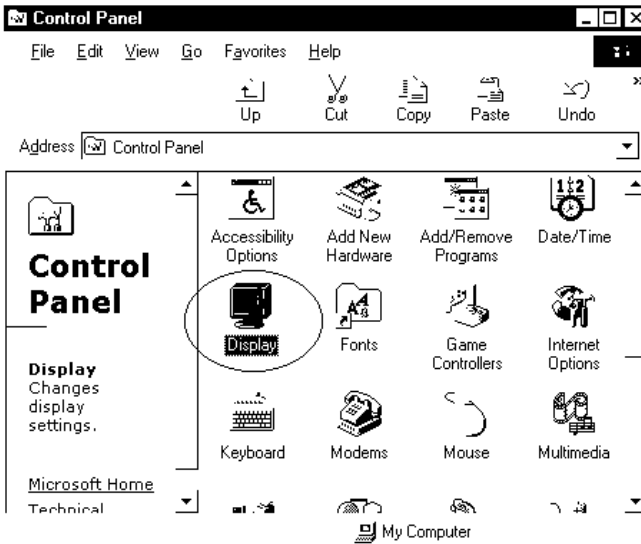 Control Panel
File Edit View Go Favorites Help
Up Cut Copy Paste Undo
Address Control Panel
Control
Panel
Display
Changes
display
settings.
Microsoft Home
Technical
Accessibility
Options
Add New
Hardware
Add/Remove
Programs
Date/Time
Display
Fonts
Game
Controllers
Internet
Options
Keyboard
Modems
Mouse
Multimedia
My Computer